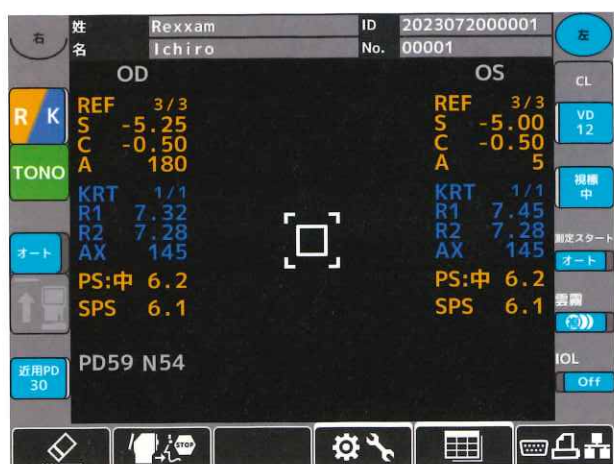 右
姓 Rexxam ID 2023072000001
名 Ichiro No. 00001
左
OD OS
CL
R/K
REF 3/3
S -5.25
C -0.50
A 180
REF 3/3
S -5.00
C -0.50
A 5
VD
12
TONO
KRT 1/1
R1 7.32
R2 7.28
AX 145
KRT 1/1
R1 7.45
R2 7.28
AX 145
視標
中
測定スタート
オート
オート
PS:中 6.2
SPS 6.1
PS:中 6.2
SPS 6.1
雲霧
IOL
Off
近用PD
30
PD59 N54
STOP